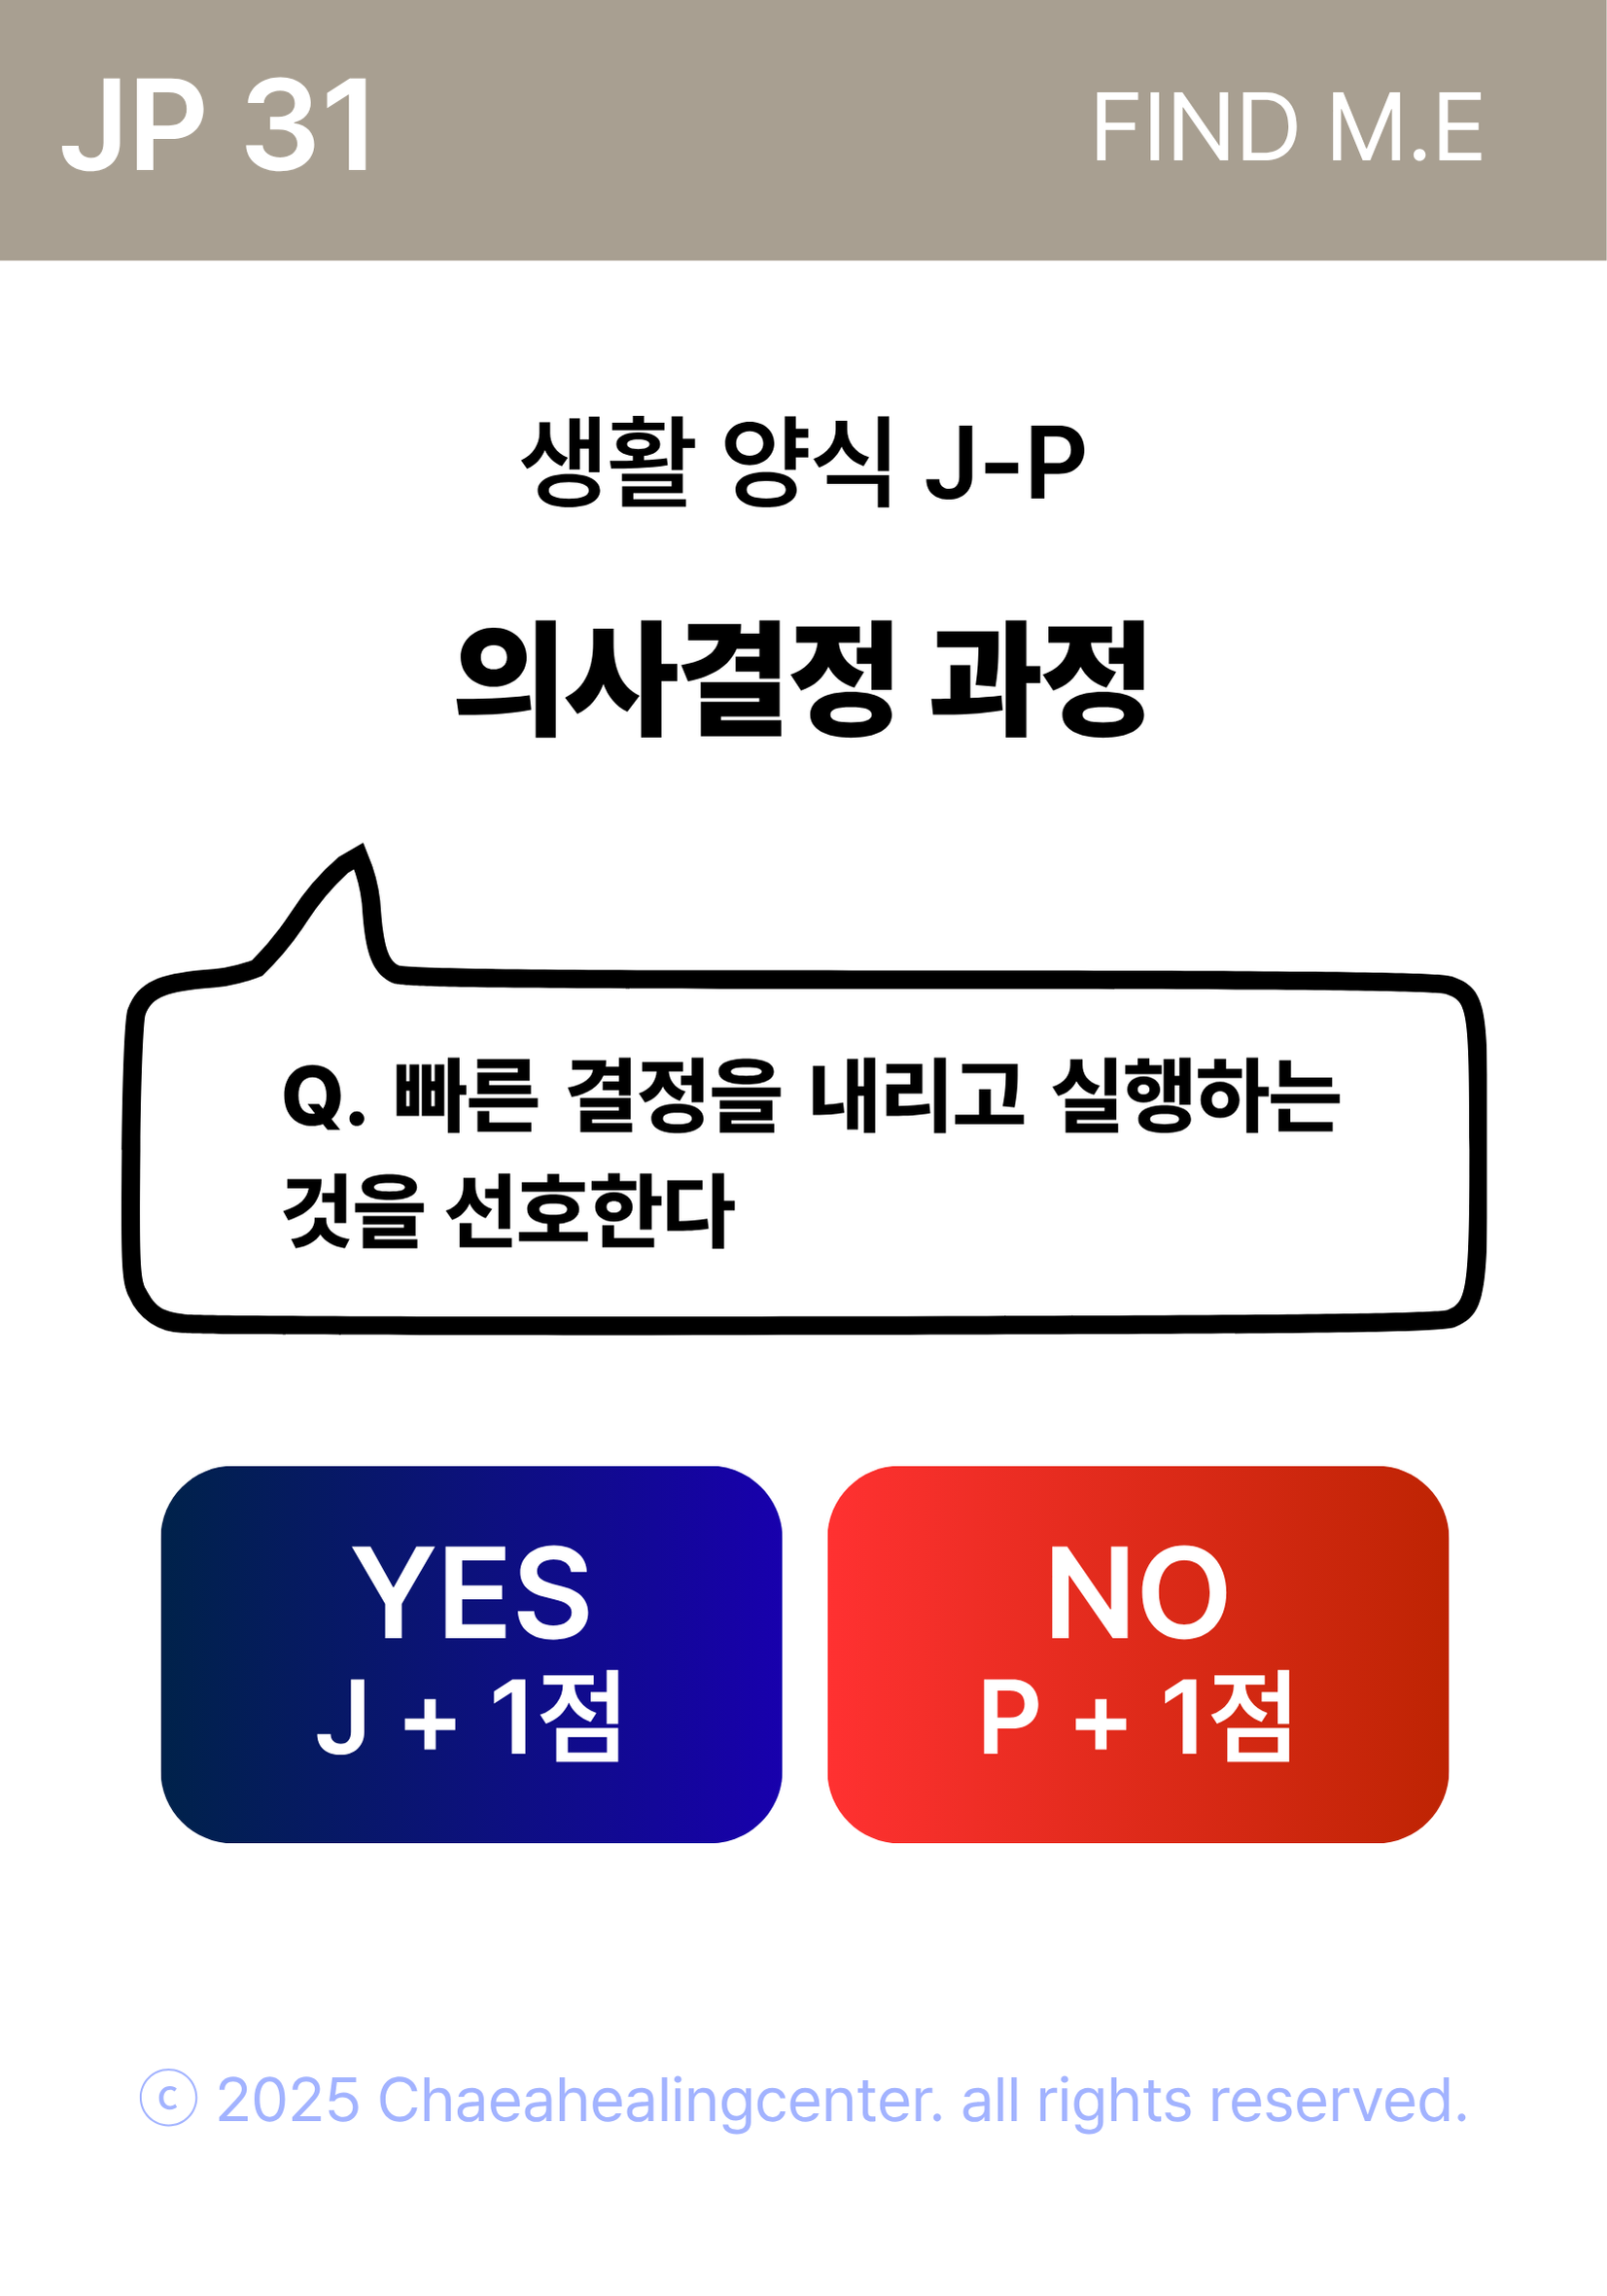 JP 31
FIND M.E
생활 양식 J-P
의사결정 과정
Q. 빠른 결정을 내리고 실행하는
것을 선호한다
YES
J + 1점
NO
P + 1점
© 2025 Chaeahealingcenter. all rights reserved.